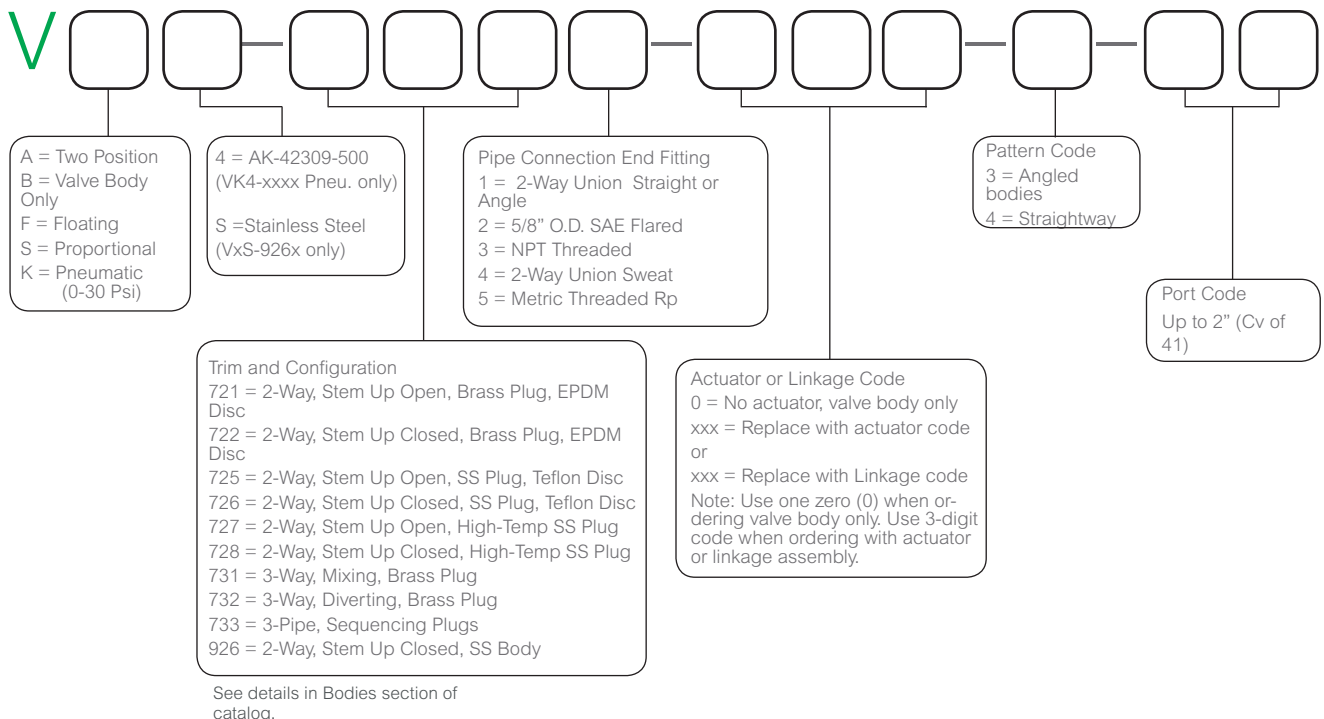 V
A = Two Position
B = Valve Body
Only
F = Floating
S = Proportional
K = Pneumatic
(0-30 Psi)
4 = AK-42309-500
(VK4-xxxx Pneu. only)
S =Stainless Steel
(VxS-926x only)
Pipe Connection End Fitting
1 = 2-Way Union Straight or
Angle
2 = 5/8" O.D. SAE Flared
3 = NPT Threaded
4 = 2-Way Union Sweat
5 = Metric Threaded Rp
Pattern Code
3 = Angled
bodies
4 = Straightway
Port Code
Up to 2" (Cv of
41)
Trim and Configuration
721 = 2-Way, Stem Up Open, Brass Plug, EPDM
Disc
722 = 2-Way, Stem Up Closed, Brass Plug, EPDM
Disc
725 = 2-Way, Stem Up Open, SS Plug, Teflon Disc
726 = 2-Way, Stem Up Closed, SS Plug, Teflon Disc
727 = 2-Way, Stem Up Open, High-Temp SS Plug
728 = 2-Way, Stem Up Closed, High-Temp SS Plug
731 = 3-Way, Mixing, Brass Plug
732 = 3-Way, Diverting, Brass Plug
733 = 3-Pipe, Sequencing Plugs
926 = 2-Way, Stem Up Closed, SS Body
Actuator or Linkage Code
0 = No actuator, valve body only
xxx = Replace with actuator code
or
xxx = Replace with Linkage code
Note: Use one zero (0) when or-
dering valve body only. Use 3-digit
code when ordering with actuator
or linkage assembly.
See details in Bodies section of
catalog.